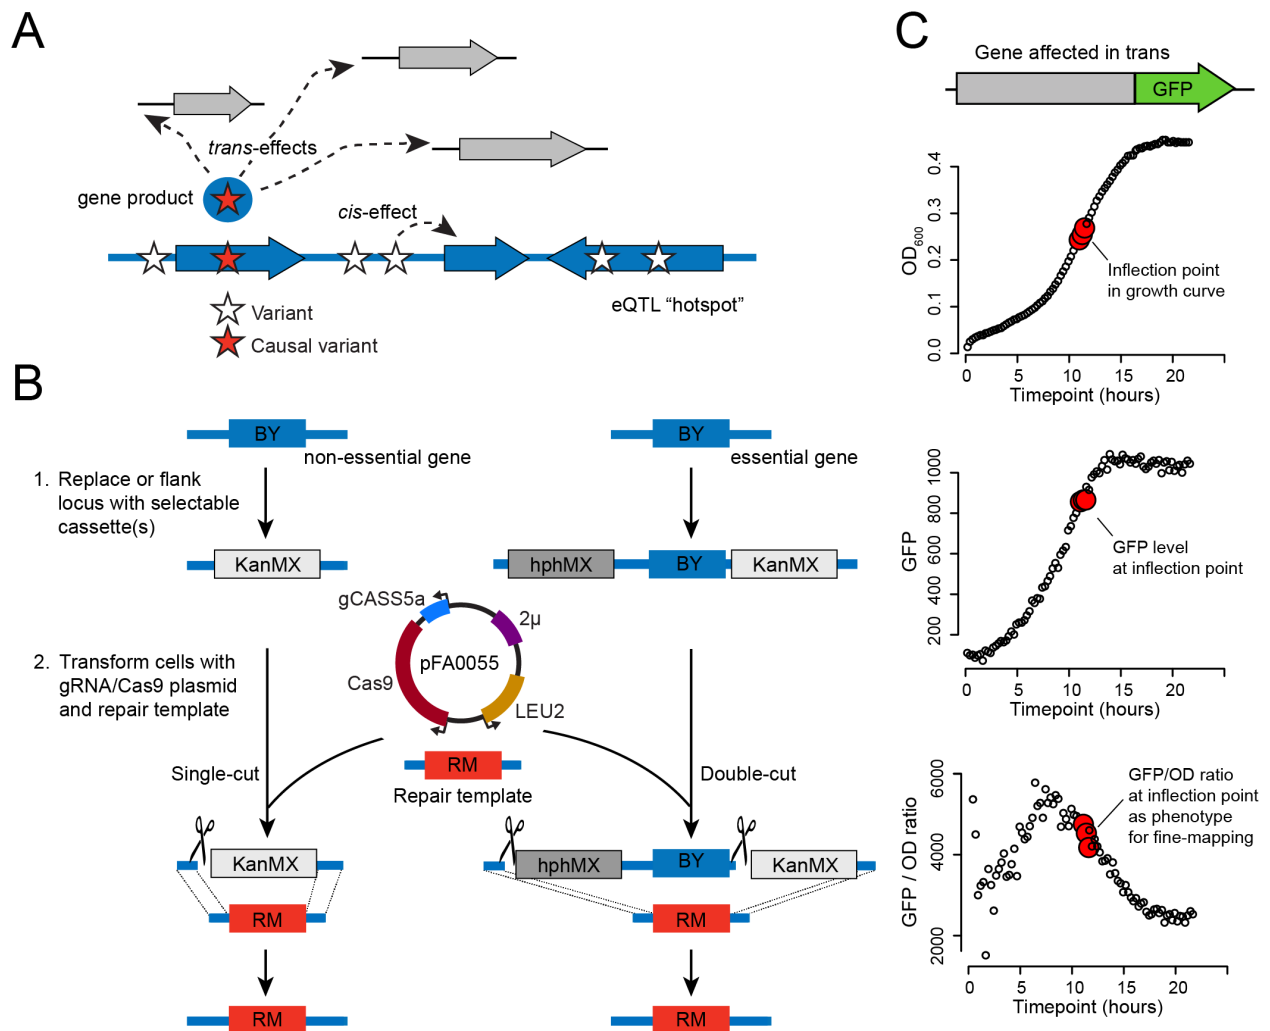 A
trans-effects
gene product
cis-effect
eQTL “hotspot”
Variant
Causal variant
B
BY
non-essential gene
BY
essential gene
1. Replace or flank
locus with selectable
cassette(s)
KanMX
hphMX
BY
KanMX
gCASS5a
2µ
pFA0055
Cas9
LEU2
2. Transform cells with
gRNA/Cas9 plasmid
and repair template
RM
Repair template
Single-cut
Double-cut
KanMX
hphMX
BY
KanMX
RM
RM
RM
RM
C
Gene affected in trans
GFP
OD600
0.4
0.3
0.2
0.1
0.0
Inflection point
in growth curve
0 5 10 15 20
Timepoint (hours)
GFP
1000
800
600
400
200
GFP level
at inflection point
0 5 10 15 20
Timepoint (hours)
GFP / OD ratio
6000
4000
2000
GFP/OD ratio
at inflection point
as phenotype
for fine-mapping
0 5 10 15 20
Timepoint (hours)